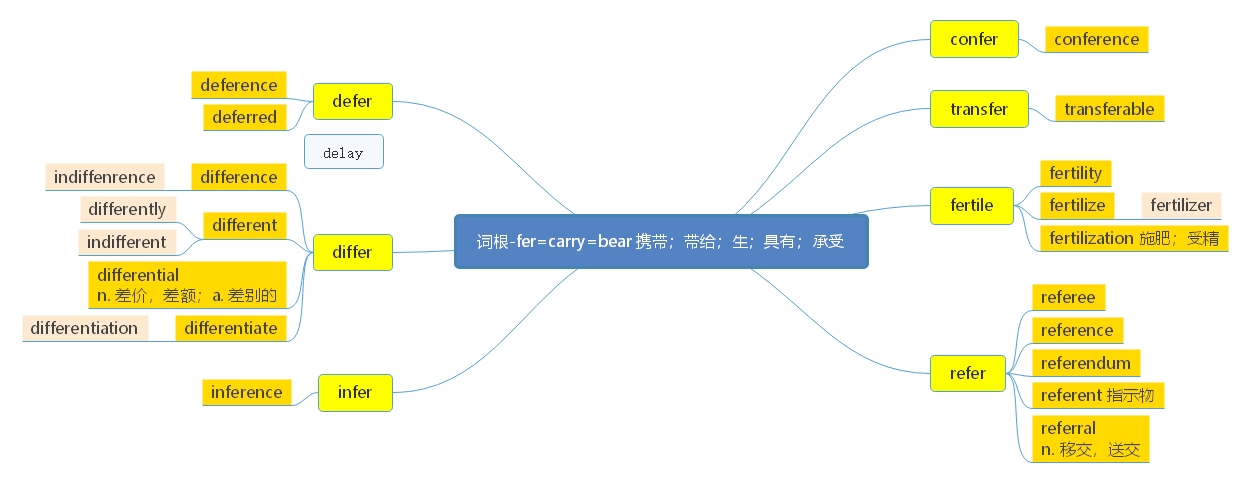 词根-fer=carry=bear 携带；带给；生；具有；承受
confer
conference
transfer
transferable
fertile
fertility
fertilize
fertilizer
fertilization 施肥；受精
refer
referee
reference
referendum
referent 指示物
referral
n. 移交，送交
defer
deference
deferred
delay
differ
difference
indiffenrence
different
differently
indifferent
differential
n. 差价，差额；a. 差别的
differentiate
differentiation
infer
inference